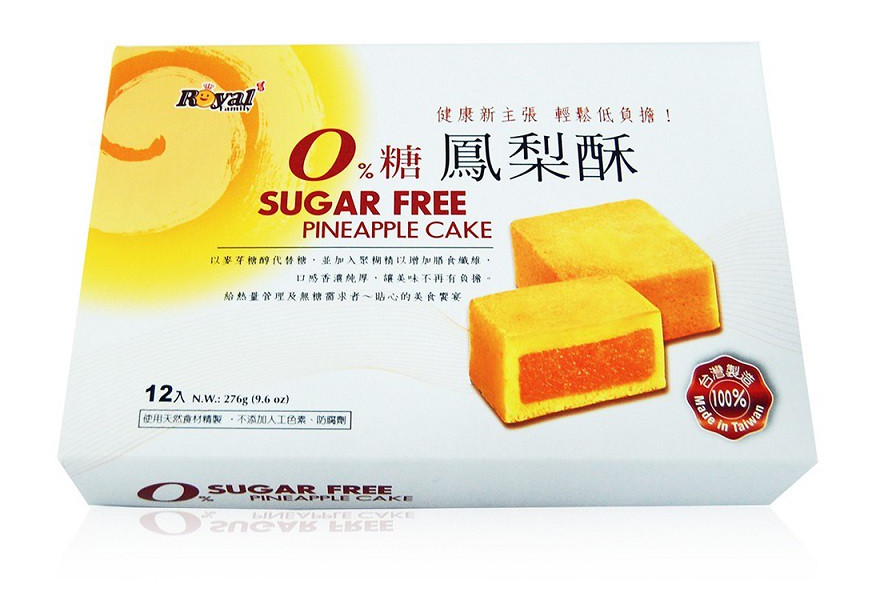 Royal
Family
健康新主張 輕鬆低負擔！
0%糖 鳳梨酥
SUGAR FREE
PINEAPPLE CAKE
以麥芽糖醇代替糖，並加入聚糊精以增加膳食纖維，
口感香濃純厚，讓美味不再有負擔。
給熱量管理及無糖需求者～貼心的美食饗宴
12入 N.W.: 276g (9.6 oz)
使用天然食材精製，不添加人工色素、防腐劑
台灣製造
100%
Made in Taiwan
0% SUGAR FREE
PINEAPPLE CAKE